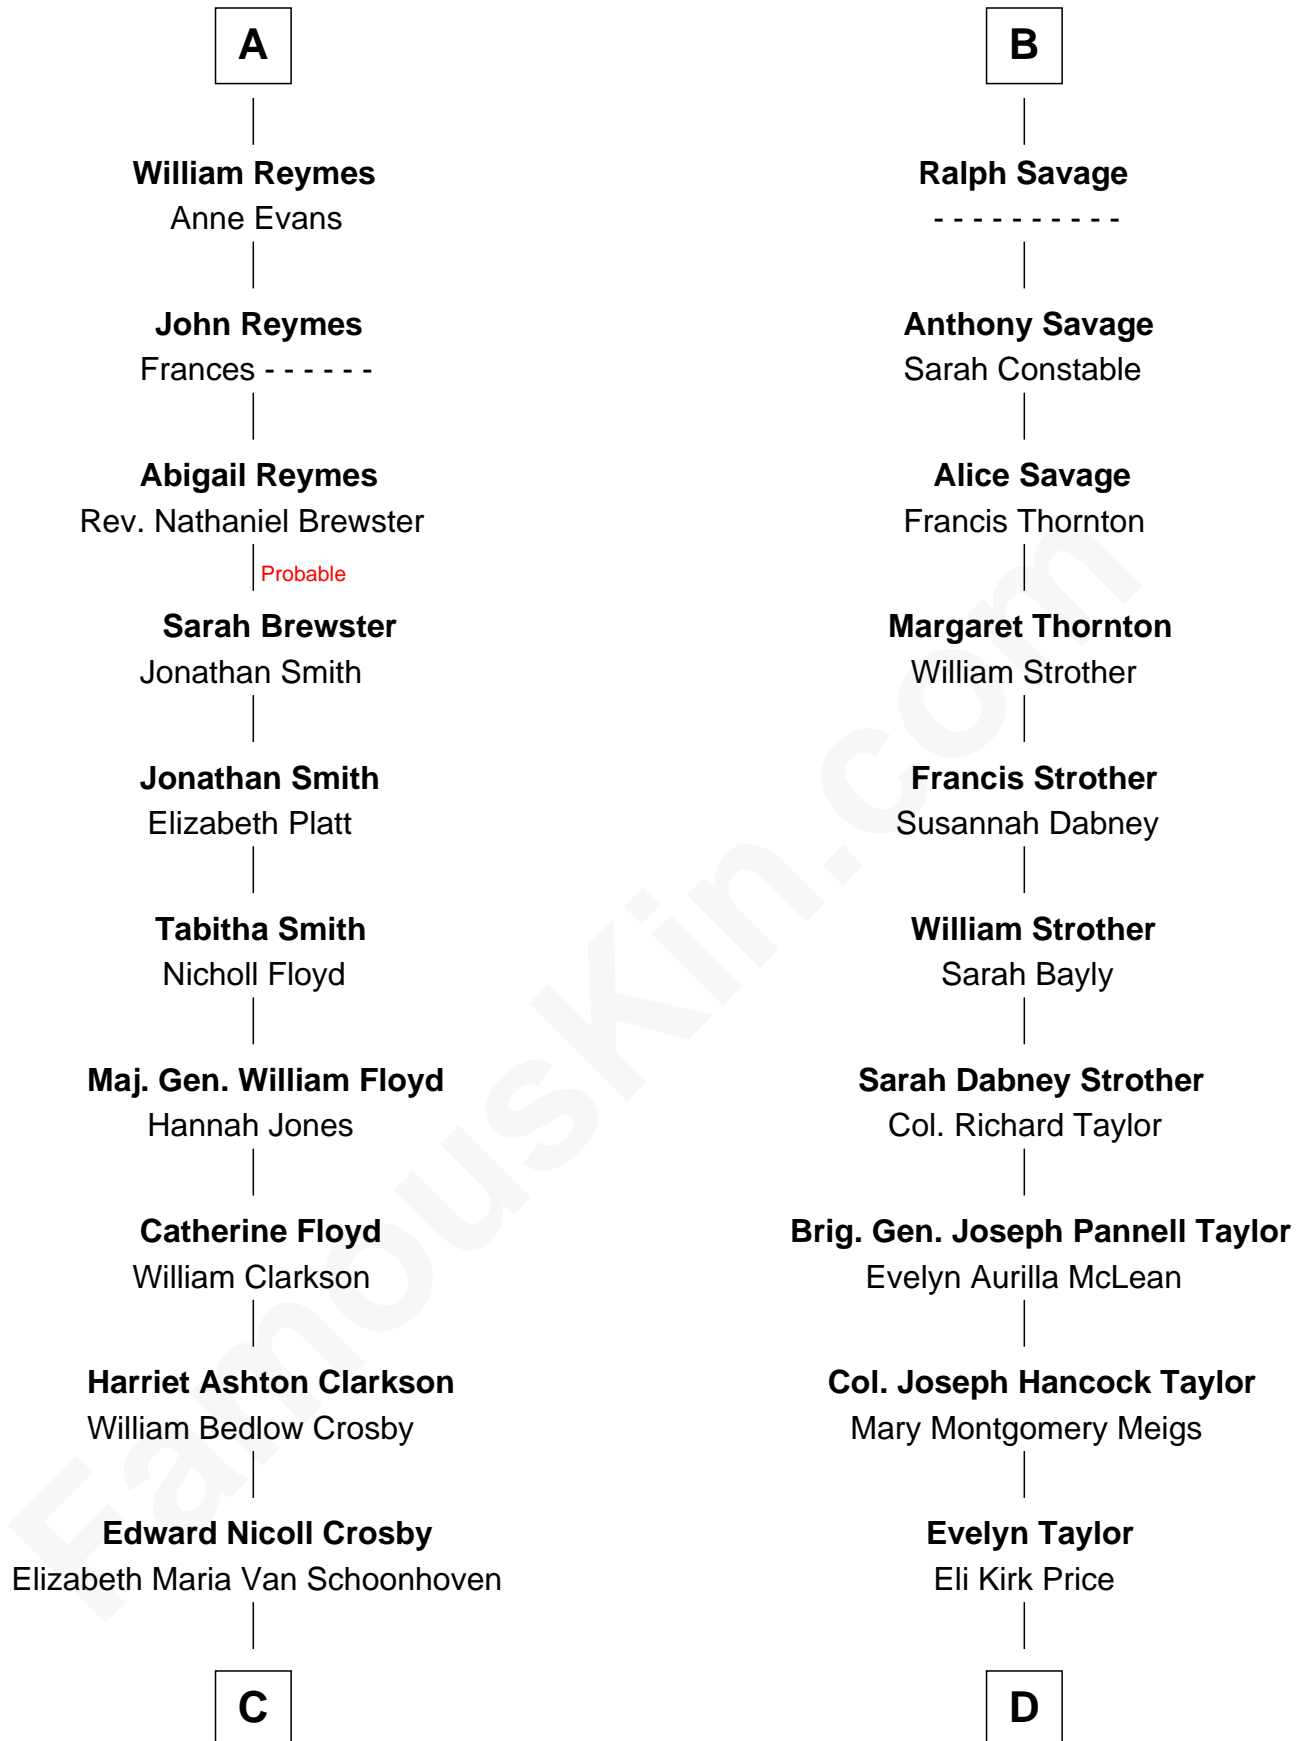 A
William Reymes
Anne Evans
John Reymes
Frances - - - - - -
Abigail Reymes
Rev. Nathaniel Brewster
Probable
Sarah Brewster
Jonathan Smith
Jonathan Smith
Elizabeth Platt
Tabitha Smith
Nicholl Floyd
Maj. Gen. William Floyd
Hannah Jones
Catherine Floyd
William Clarkson
Harriet Ashton Clarkson
William Bedlow Crosby
Edward Nicoll Crosby
Elizabeth Maria Van Schoonhoven
C
B
Ralph Savage
- - - - - - - - - -
Anthony Savage
Sarah Constable
Alice Savage
Francis Thornton
Margaret Thornton
William Strother
Francis Strother
Susannah Dabney
William Strother
Sarah Bayly
Sarah Dabney Strother
Col. Richard Taylor
Brig. Gen. Joseph Pannell Taylor
Evelyn Aurilla McLean
Col. Joseph Hancock Taylor
Mary Montgomery Meigs
Evelyn Taylor
Eli Kirk Price
D
FamousKin.com